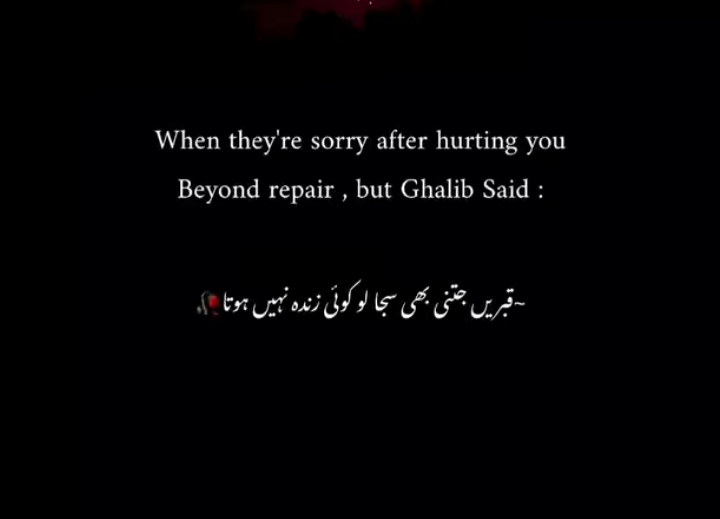 When they're sorry after hurting you
Beyond repair , but Ghalib Said :
~قبریں جتنی بھی سجا لو کوئی زندہ نہیں ہوتا🥀